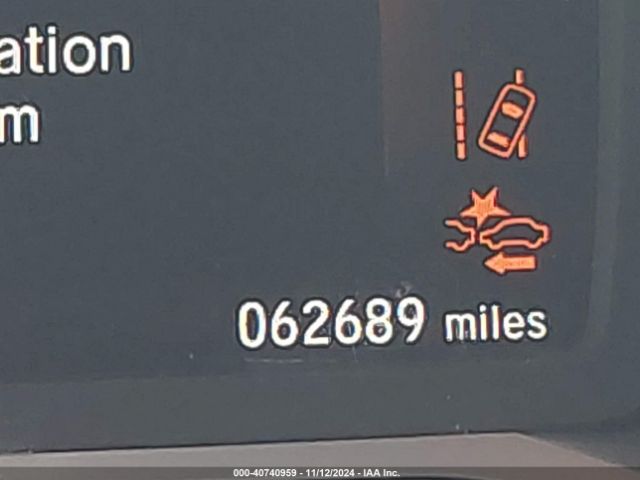 ation
m
062689 miles
000-40740959 - 11/12/2024 - IAA Inc.